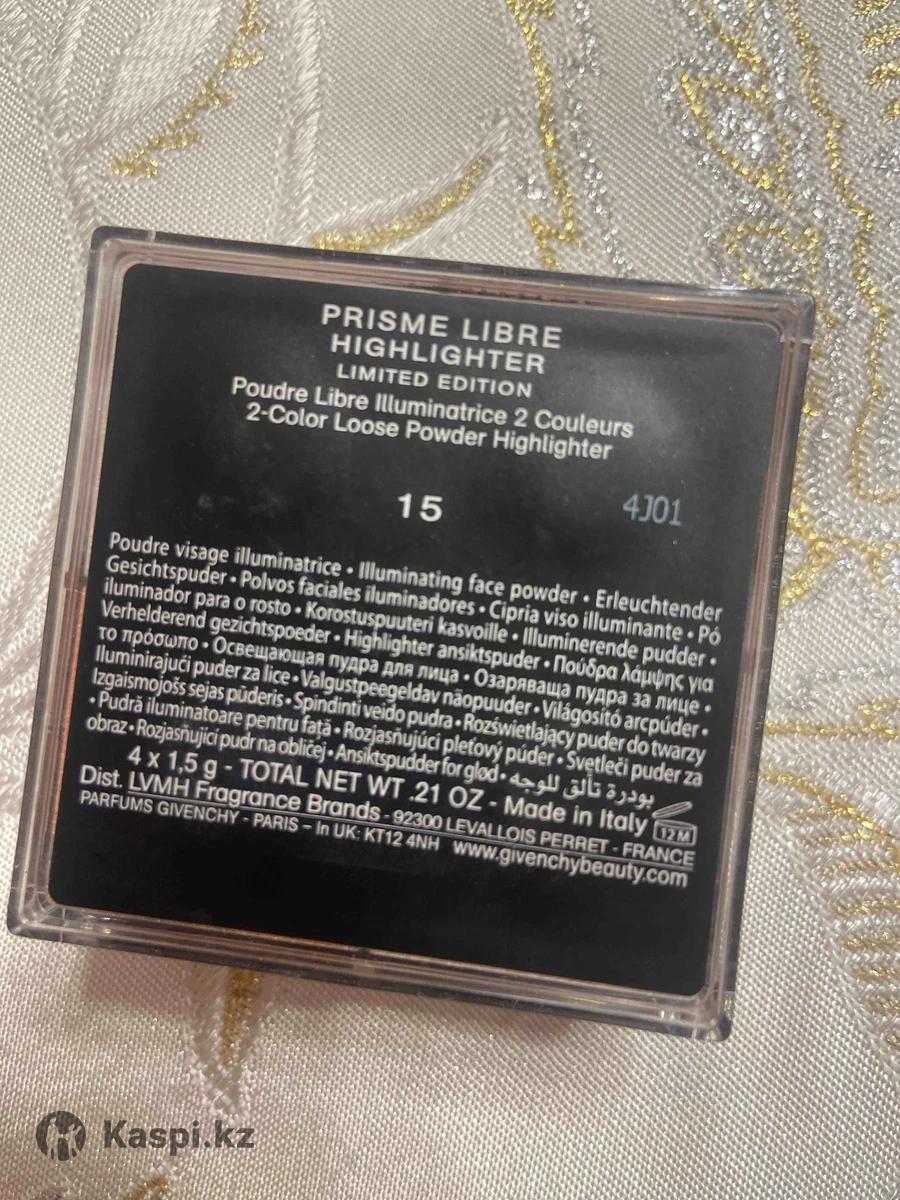 PRISME LIBRE
HIGHLIGHTER
LIMITED EDITION
Poudre Libre Illuminatrice 2 Couleurs
2-Color Loose Powder Highlighter
15
4J01
Poudre visage illuminatrice • Illuminating face powder • Erleuchtender
Gesichtspuder • Polvos faciales iluminadores • Cipria viso illuminante • Pó
iluminador para o rosto • Korostuspuuteri kasvoille • Illuminerende pudder •
Verhelderend gezichtspoeder • Highlighter ansiktspuder • Πούδρα λάμψης για
το πρόσωπο • Освещающая пудра для лица • Озаряваща пудра за лице •
Iluminirajući puder za lice • Valgustpeegeldav näopuuder • Világosító arcpúder •
Izgaismojošs sejas pūderis • Spindinti veido pudra • Rozświetlający puder do twarzy
• Pudră iluminatoare pentru față • Rozjasňujúci pleťový púder • Svetleči puder za
obraz • Rozjasňující pudr na obličej • Ansiktspudder for glød • بودرة تألق للوجه
4 x 1,5 g - TOTAL NET WT .21 OZ - Made in Italy
12 M
Dist. LVMH Fragrance Brands - 92300 LEVALLOIS PERRET - FRANCE
PARFUMS GIVENCHY - PARIS – In UK: KT12 4NH www.givenchybeauty.com
Kaspi.kz